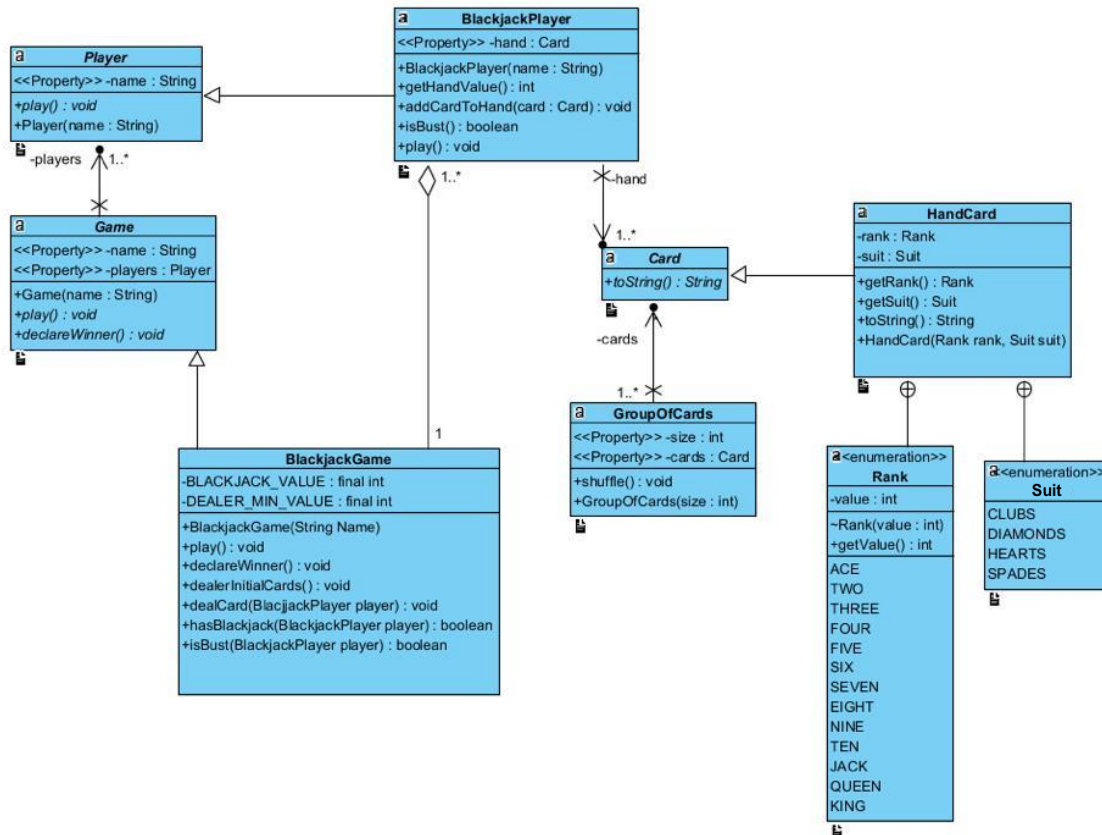 a
Player
<<Property>> -name : String
+play() : void
+Player(name : String)
-players
1..*
a
BlackjackPlayer
<<Property>> -hand : Card
+BlackjackPlayer(name : String)
+getHandValue() : int
+addCardToHand(card : Card) : void
+isBust() : boolean
+play() : void
1..*
-hand
1..*
a
Game
<<Property>> -name : String
<<Property>> -players : Player
+Game(name : String)
+play() : void
+declareWinner() : void
a
Card
+toString() : String
-cards
1..*
a
HandCard
-rank : Rank
-suit : Suit
+getRank() : Rank
+getSuit() : Suit
+toString() : String
+HandCard(Rank rank, Suit suit)
1
BlackjackGame
-BLACKJACK_VALUE : final int
-DEALER_MIN_VALUE : final int
+BlackjackGame(String Name)
+play() : void
+declareWinner() : void
+dealerInitialCards() : void
+dealCard(BlacjjackPlayer player) : void
+hasBlackjack(BlackjackPlayer player) : boolean
+isBust(BlackjackPlayer player) : boolean
a
GroupOfCards
<<Property>> -size : int
<<Property>> -cards : Card
+shuffle() : void
+GroupOfCards(size : int)
a
<enumeration>>
Rank
-value : int
~Rank(value : int)
+getValue() : int
ACE
TWO
THREE
FOUR
FIVE
SIX
SEVEN
EIGHT
NINE
TEN
JACK
QUEEN
KING
a
<enumeration>>
Suit
CLUBS
DIAMONDS
HEARTS
SPADES